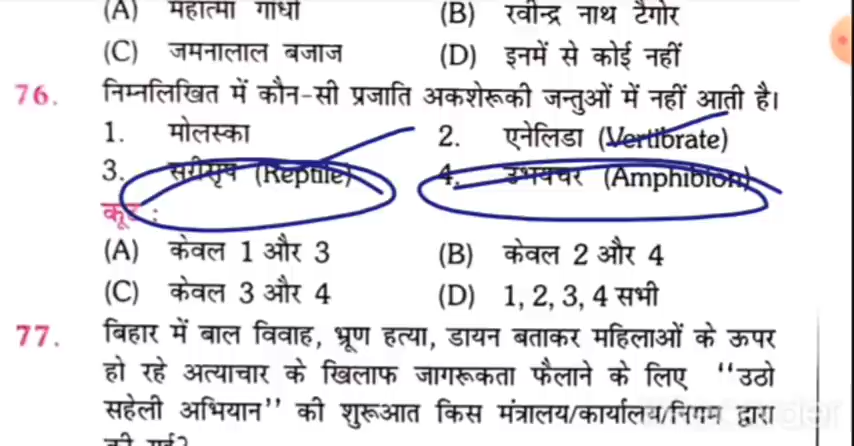 (A) महात्मा गांधी (B) रवीन्द्र नाथ टैगोर
(C) जमनालाल बजाज (D) इनमें से कोई नहीं
76. निम्नलिखित में कौन-सी प्रजाति अकशेरूकी जन्तुओं में नहीं आती है।
1. मोलस्का 2. एनेलिडा (Vertibrate)
3. सरीसृप (Reptile) 4. उभयचर (Amphibion)
कूट :
(A) केवल 1 और 3 (B) केवल 2 और 4
(C) केवल 3 और 4 (D) 1, 2, 3, 4 सभी
77. बिहार में बाल विवाह, भ्रूण हत्या, डायन बताकर महिलाओं के ऊपर
हो रहे अत्याचार के खिलाफ जागरूकता फैलाने के लिए "उठो
सहेली अभियान" की शुरूआत किस मंत्रालय/कार्यालय/निगम द्वारा
की गई?